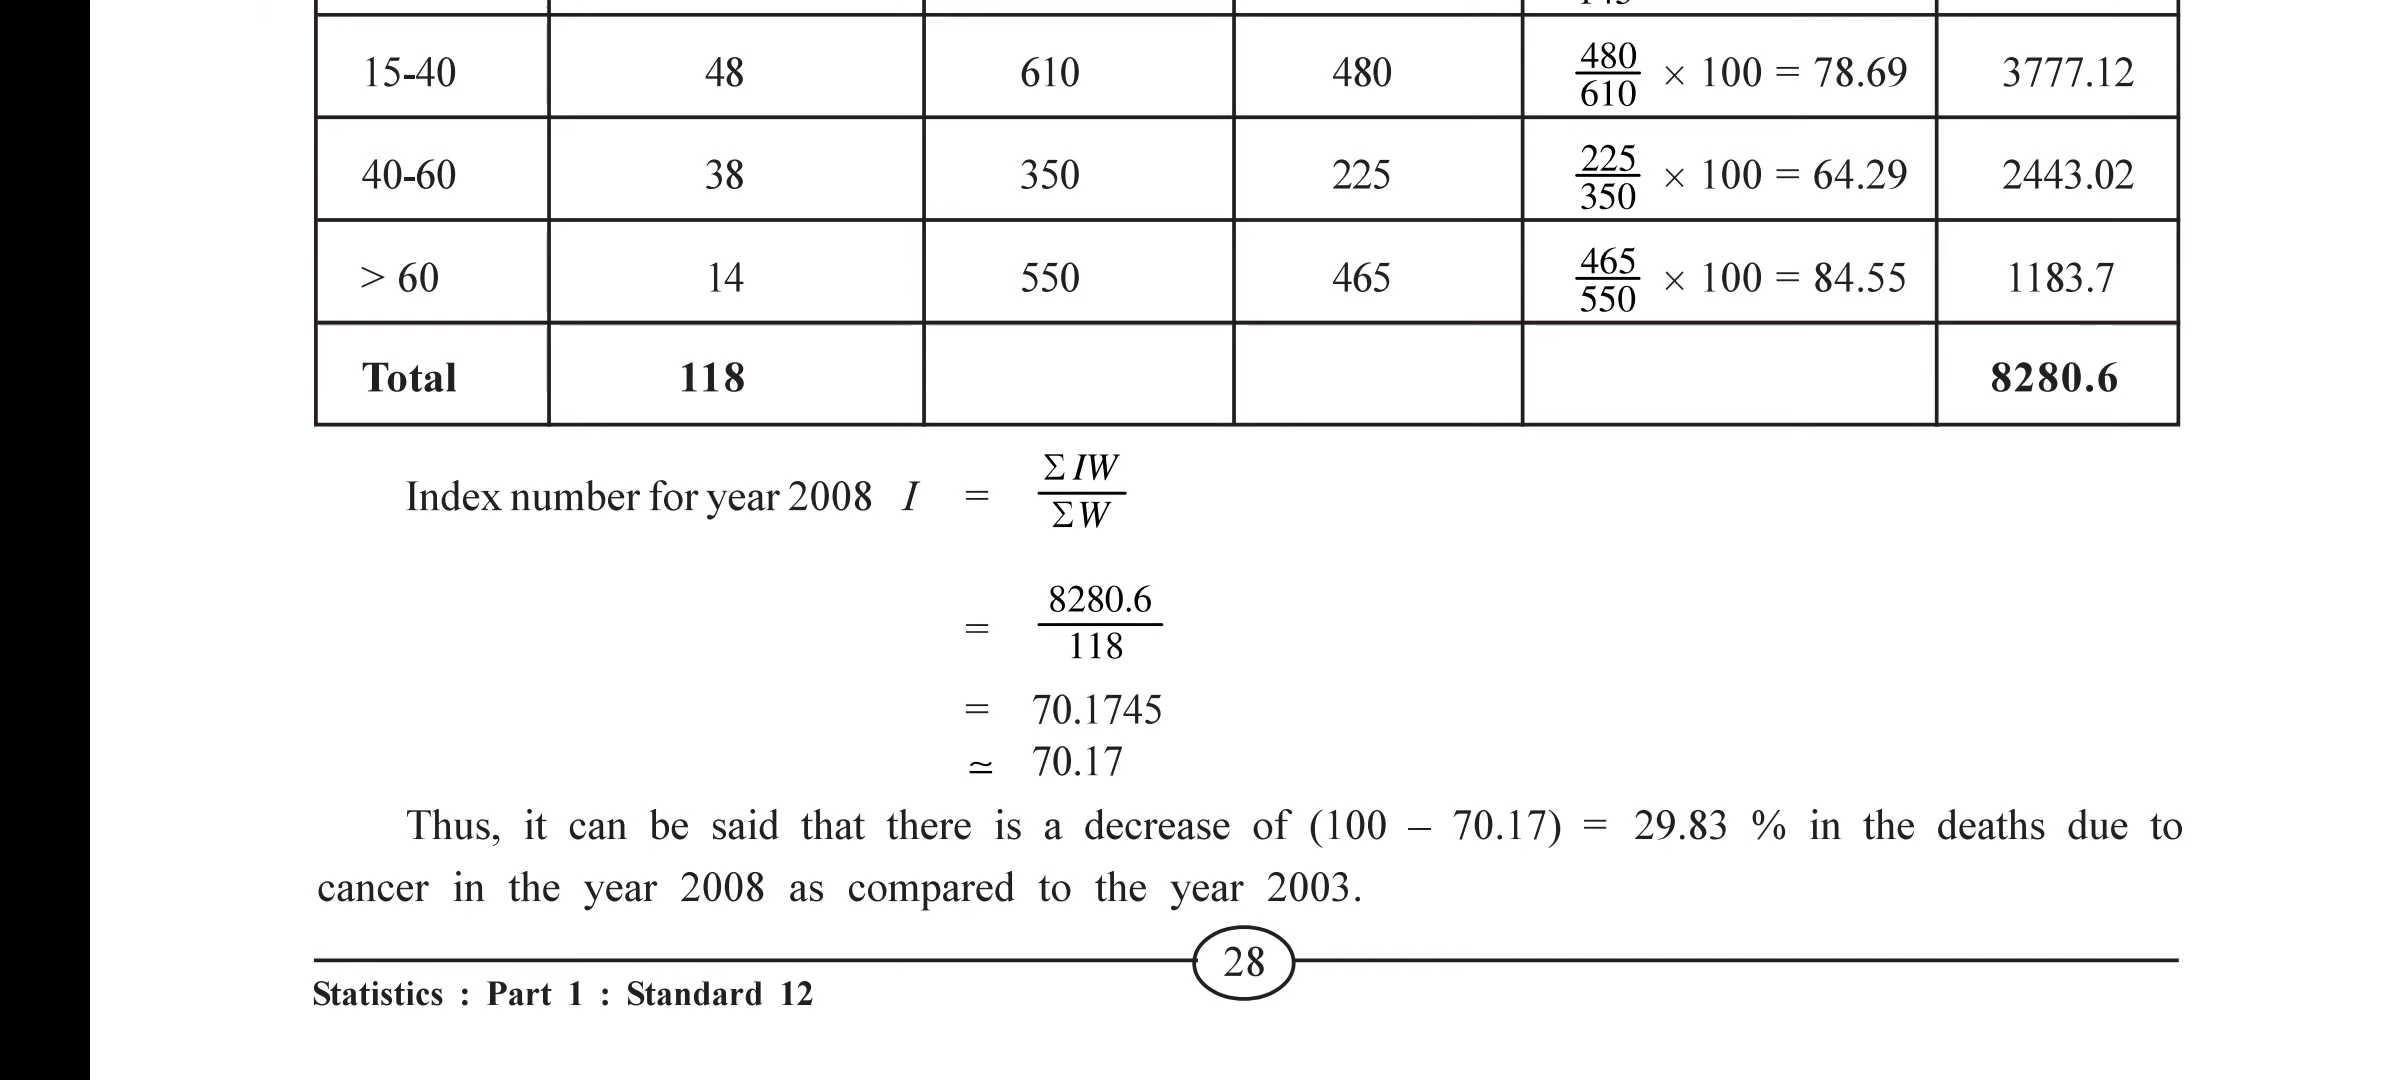 15-40 48 610 480 480/610 × 100 = 78.69 3777.12
40-60 38 350 225 225/350 × 100 = 64.29 2443.02
> 60 14 550 465 465/550 × 100 = 84.55 1183.7
Total 118 8280.6
Index number for year 2008 I = Σ IW / Σ W
= 8280.6 / 118
= 70.1745
≃ 70.17
Thus, it can be said that there is a decrease of (100 – 70.17) = 29.83 % in the deaths due to
cancer in the year 2008 as compared to the year 2003.
28
Statistics : Part 1 : Standard 12